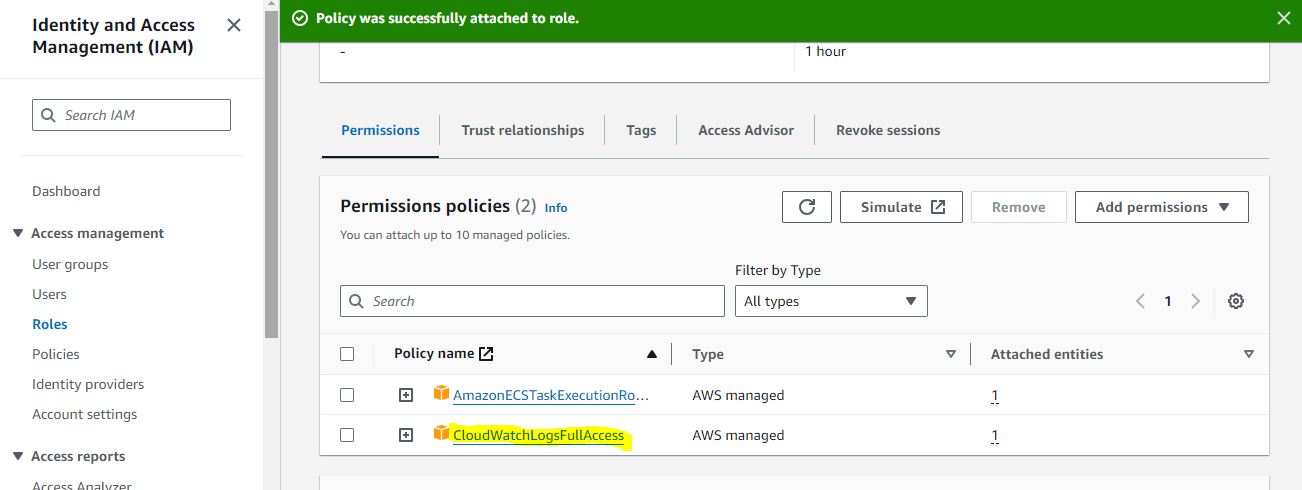 Identity and Access
Management (IAM)
Search IAM
Dashboard
Access management
User groups
Users
Roles
Policies
Identity providers
Account settings
Access reports
Access Analyzer
Policy was successfully attached to role.
-
1 hour
Permissions
Trust relationships
Tags
Access Advisor
Revoke sessions
Permissions policies (2) Info
Simulate
Remove
Add permissions
You can attach up to 10 managed policies.
Filter by Type
Search
All types
1
Policy name
Type
Attached entities
AmazonECSTaskExecutionRo...
AWS managed
1
CloudWatchLogsFullAccess
AWS managed
1